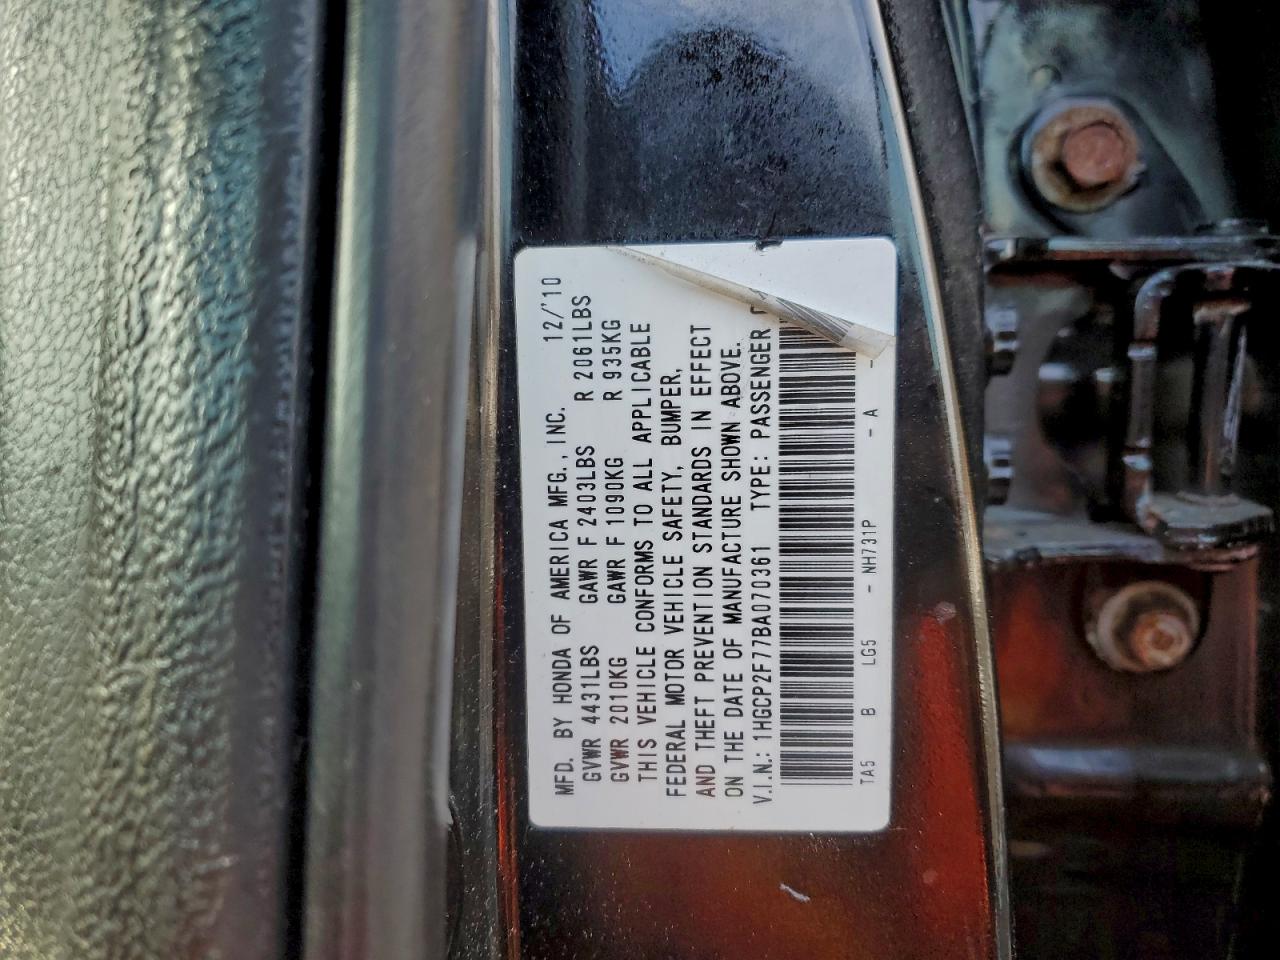 MFD. BY HONDA OF AMERICA MFG., INC. 12/'10
GVWR 4431LBS GAWR F 2403LBS R 2061LBS
GVWR 2010KG GAWR F 1090KG R 935KG
THIS VEHICLE CONFORMS TO ALL APPLICABLE
FEDERAL MOTOR VEHICLE SAFETY, BUMPER,
AND THEFT PREVENTION STANDARDS IN EFFECT
ON THE DATE OF MANUFACTURE SHOWN ABOVE.
V.I.N.: 1HGCP2F77BA070361 TYPE: PASSENGER
TA5 B LG5 - NH731P - A -